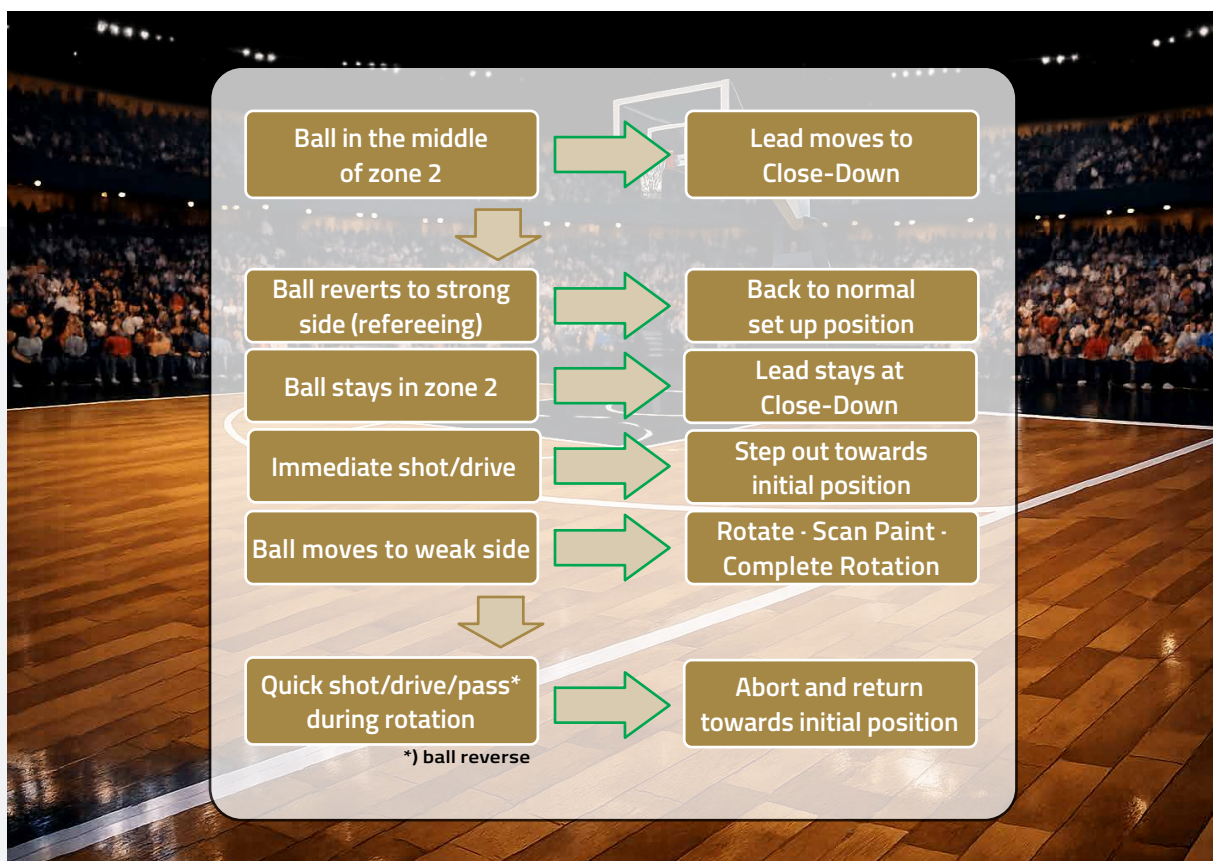 Ball in the middle
of zone 2
Lead moves to
Close-Down
Ball reverts to strong
side (refereeing)
Back to normal
set up position
Ball stays in zone 2
Lead stays at
Close-Down
Immediate shot/drive
Step out towards
initial position
Ball moves to weak side
Rotate · Scan Paint ·
Complete Rotation
Quick shot/drive/pass*
during rotation
Abort and return
towards initial position
*) ball reverse